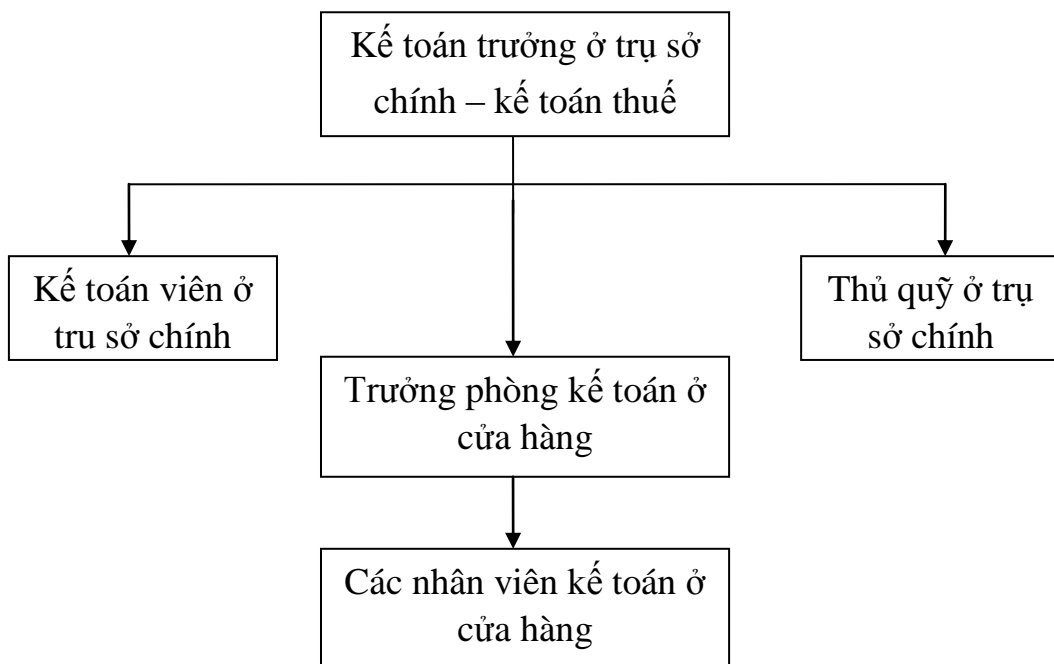 Kế toán trưởng ở trụ sở
chính – kế toán thuế
Kế toán viên ở
tru sở chính
Thủ quỹ ở trụ
sở chính
Trưởng phòng kế toán ở
cửa hàng
Các nhân viên kế toán ở
cửa hàng